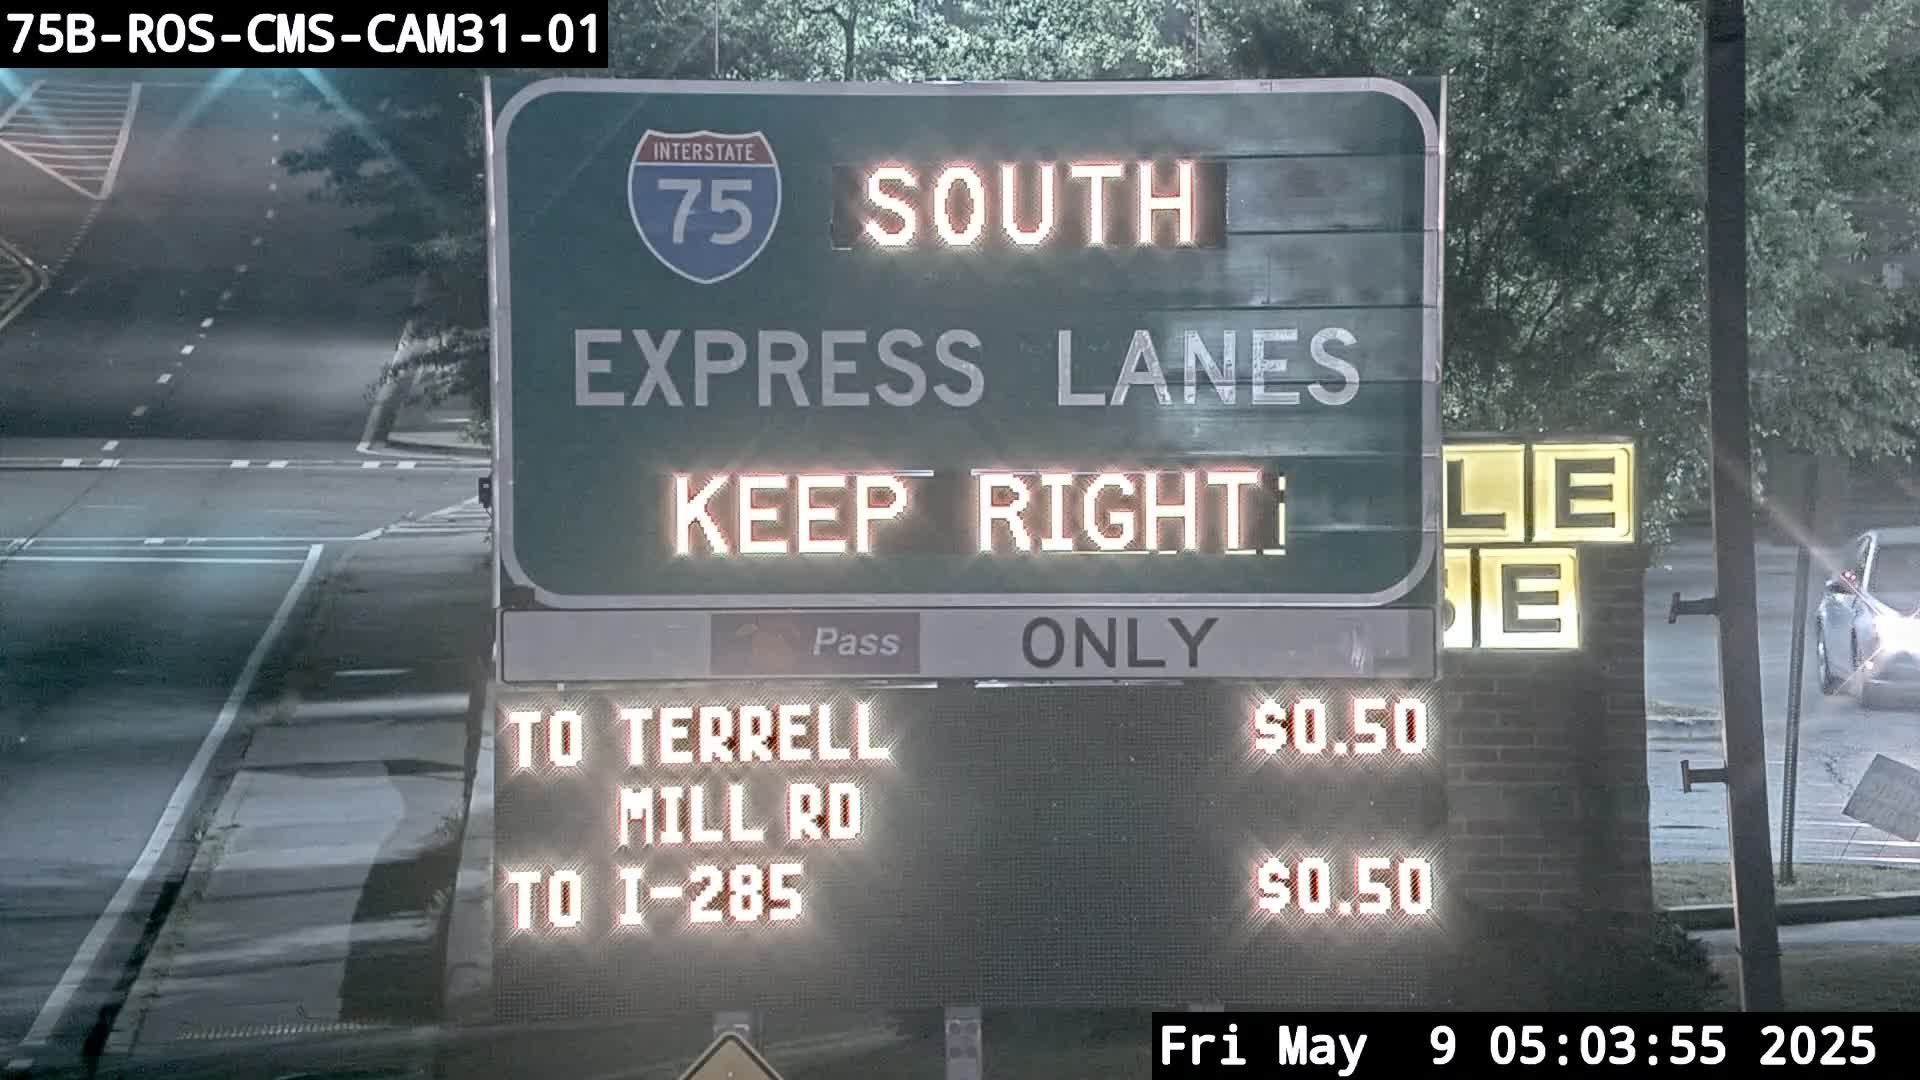 75B-ROS-CMS-CAM31-01
INTERSTATE
75
SOUTH
EXPRESS LANES
KEEP RIGHT
Pass ONLY
TO TERRELL $0.50
MILL RD
TO I-285 $0.50
LE
E
Fri May 9 05:03:55 2025